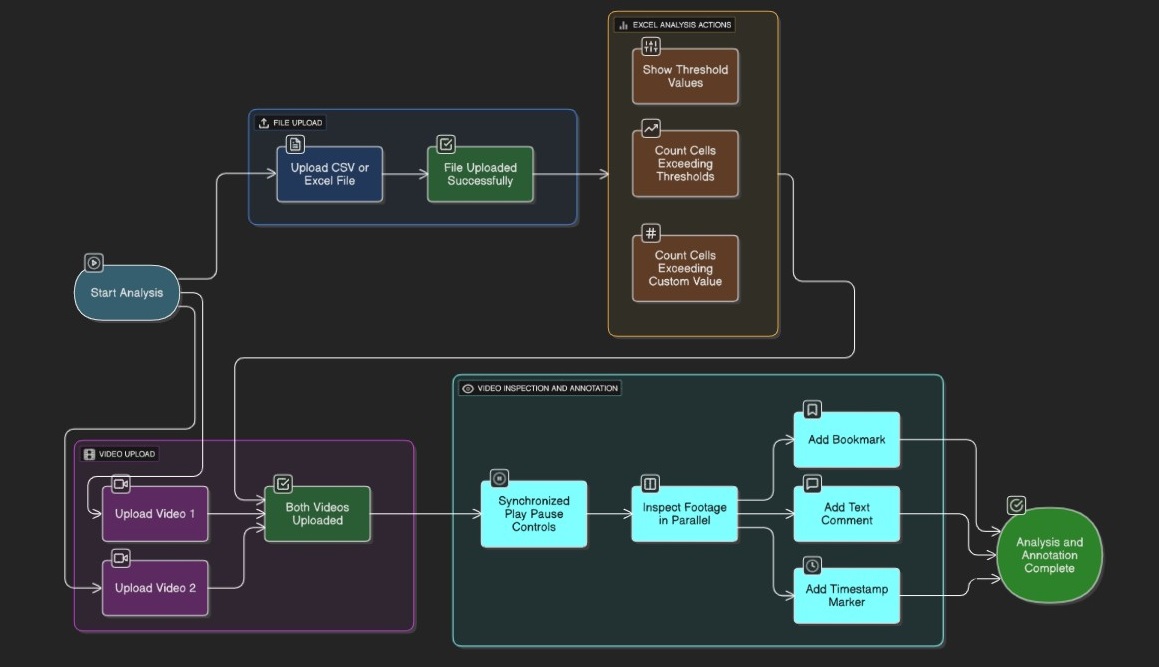 EXCEL ANALYSIS ACTIONS
Show Threshold
Values
Count Cells
Exceeding
Thresholds
Count Cells
Exceeding
Custom Value
FILE UPLOAD
Upload CSV or
Excel File
File Uploaded
Successfully
Start Analysis
VIDEO UPLOAD
Upload Video 1
Upload Video 2
Both Videos
Uploaded
VIDEO INSPECTION AND ANNOTATION
Synchronized
Play Pause
Controls
Inspect Footage
in Parallel
Add Bookmark
Add Text
Comment
Add Timestamp
Marker
Analysis and
Annotation
Complete